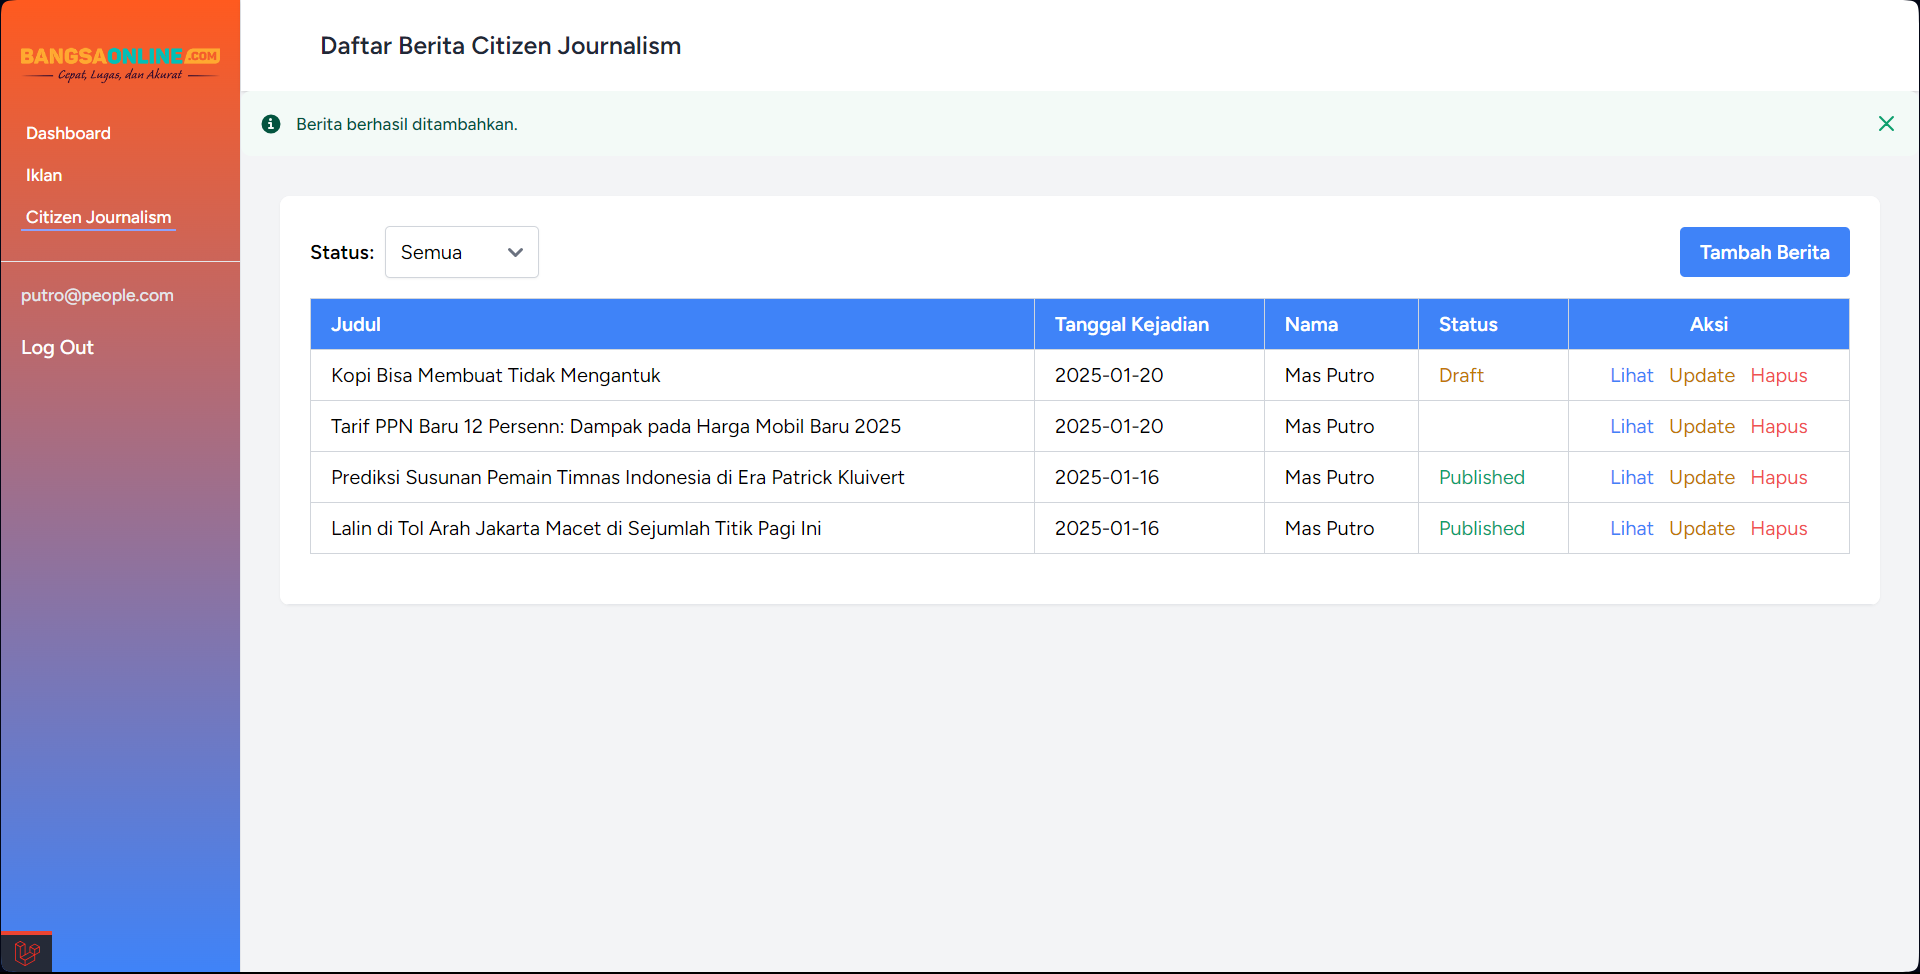 BANGSAONLINE.COM
Cepat, Lugas, dan Akurat
Dashboard
Iklan
Citizen Journalism
putro@people.com
Log Out
Daftar Berita Citizen Journalism
Berita berhasil ditambahkan.
Status: Semua
Tambah Berita
Judul Tanggal Kejadian Nama Status Aksi
Kopi Bisa Membuat Tidak Mengantuk 2025-01-20 Mas Putro Draft Lihat Update Hapus
Tarif PPN Baru 12 Persenn: Dampak pada Harga Mobil Baru 2025 2025-01-20 Mas Putro Lihat Update Hapus
Prediksi Susunan Pemain Timnas Indonesia di Era Patrick Kluivert 2025-01-16 Mas Putro Published Lihat Update Hapus
Lalin di Tol Arah Jakarta Macet di Sejumlah Titik Pagi Ini 2025-01-16 Mas Putro Published Lihat Update Hapus